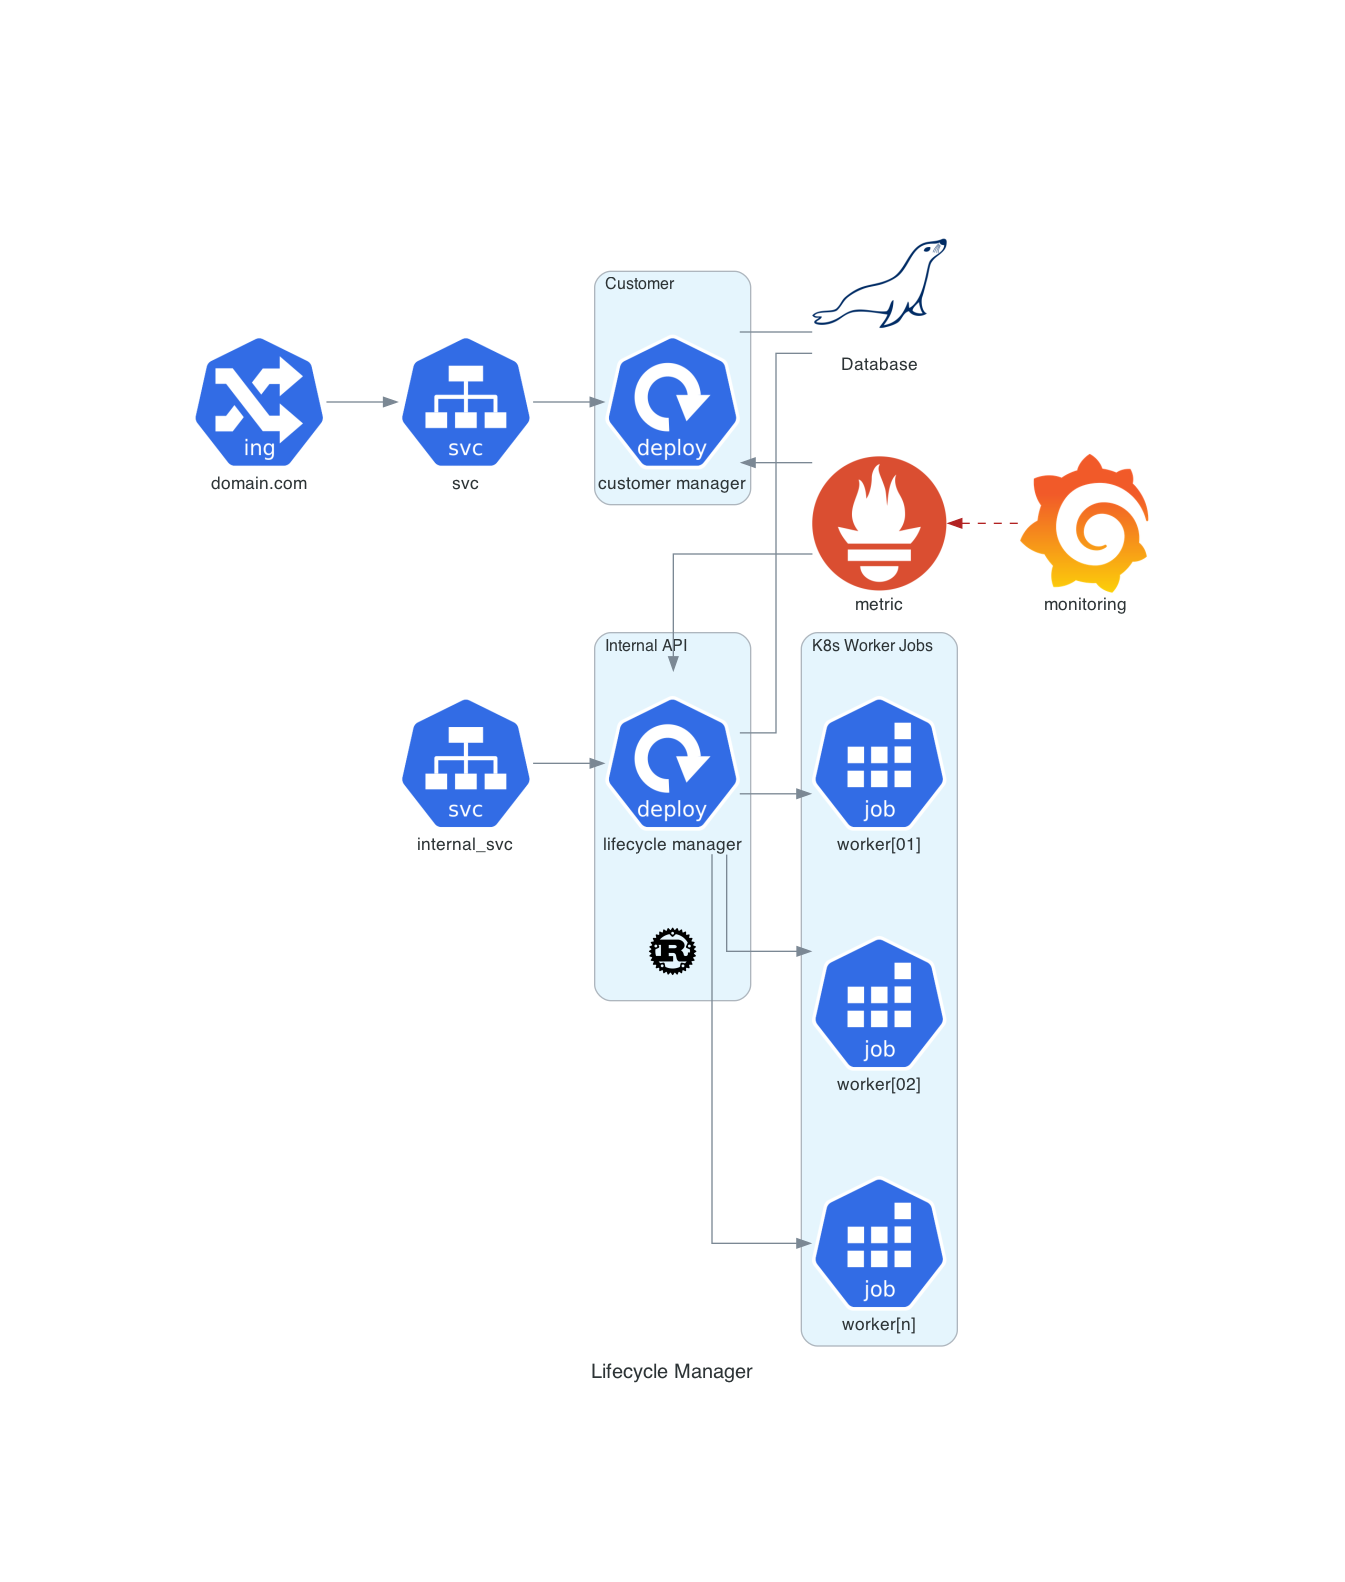 Customer
Database
ing
domain.com
svc
svc
deploy
customer manager
metric
monitoring
Internal API
K8s Worker Jobs
svc
internal_svc
deploy
lifecycle manager
R
job
worker[01]
job
worker[02]
job
worker[n]
Lifecycle Manager